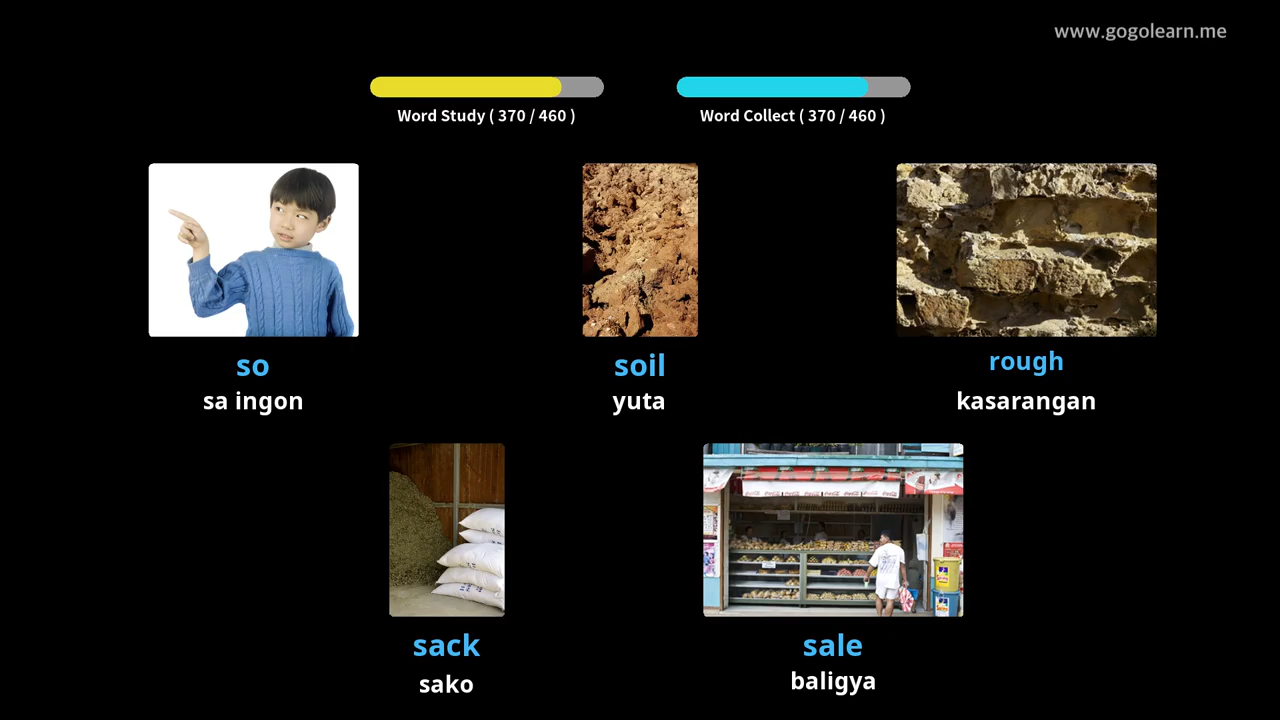 www.gogolearn.me
Word Study ( 370 / 460 )
Word Collect ( 370 / 460 )
so
sa ingon
soil
yuta
rough
kasarangan
sack
sako
sale
baligya